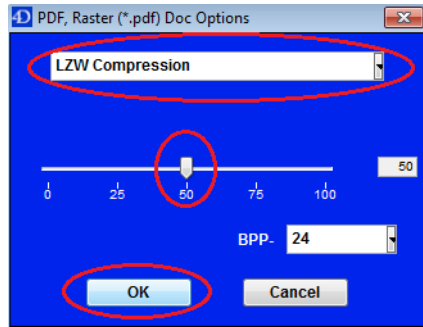 PDF, Raster (*.pdf) Doc Options
LZW Compression
50
0 25 50 75 100
BPP- 24
OK Cancel